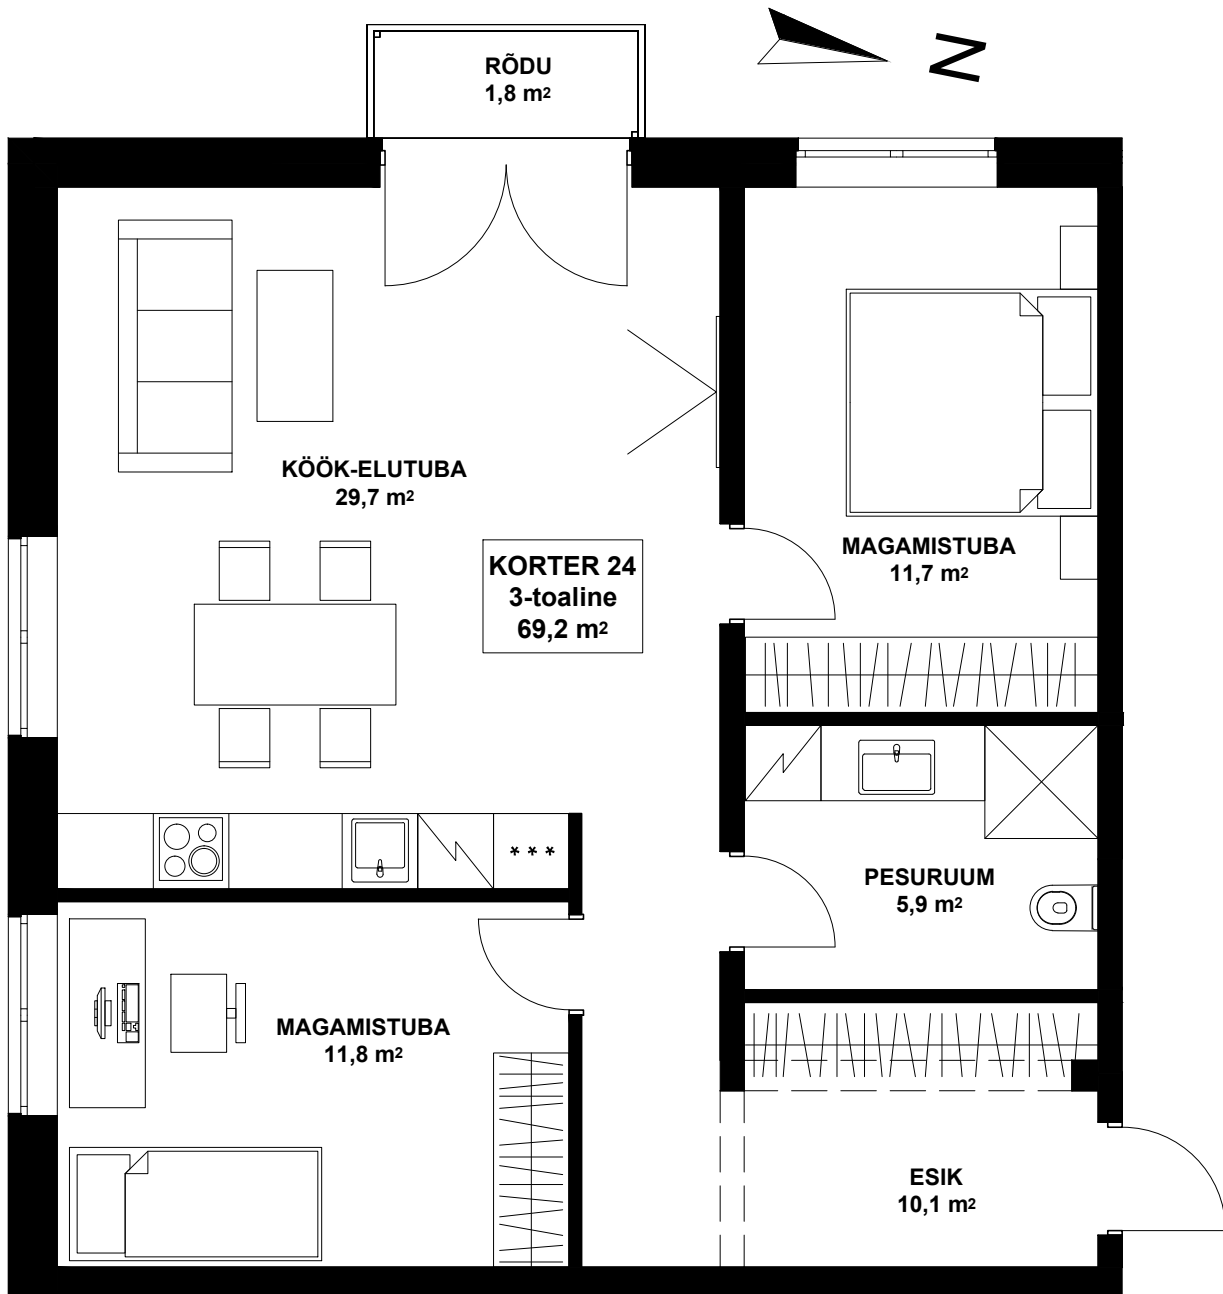 RÕDU
1,8 m²
N
KÖÖK-ELUTUBA
29,7 m²
KORTER 24
3-toaline
69,2 m²
MAGAMISTUBA
11,7 m²
***
PESURUUM
5,9 m²
MAGAMISTUBA
11,8 m²
ESIK
10,1 m²